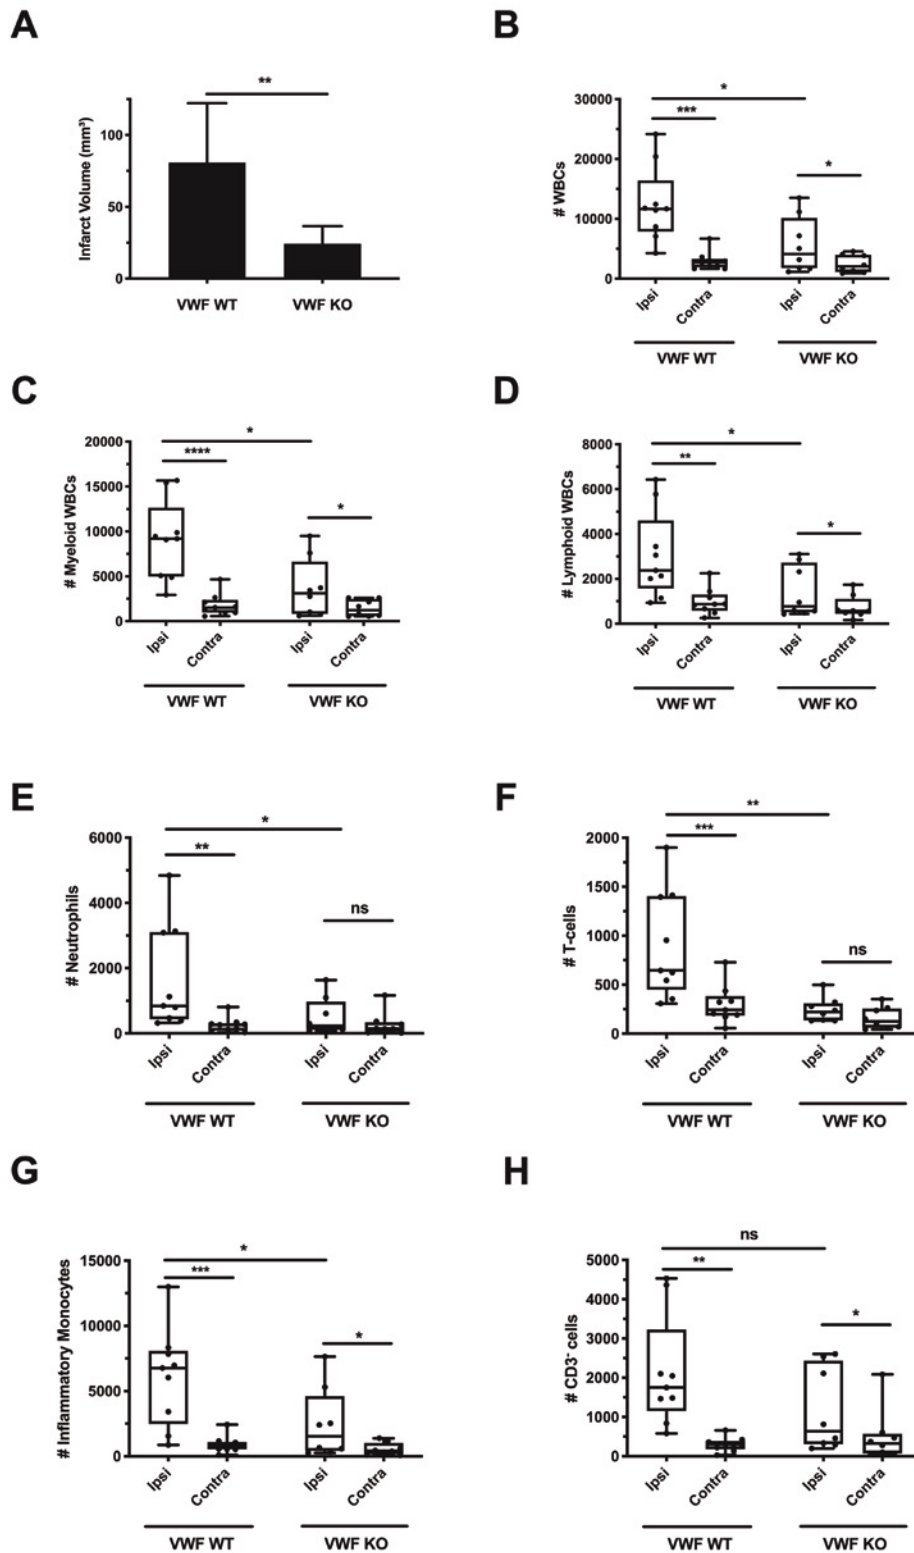 A
**
Infarct Volume (mm³)
100
50
0
VWF WT
VWF KO
B
*
***
*
# WBCs
30000
20000
10000
0
Ipsi
Contra
Ipsi
Contra
VWF WT
VWF KO
C
*
****
*
# Myeloid WBCs
20000
15000
10000
5000
0
Ipsi
Contra
Ipsi
Contra
VWF WT
VWF KO
D
*
**
*
# Lymphoid WBCs
8000
6000
4000
2000
0
Ipsi
Contra
Ipsi
Contra
VWF WT
VWF KO
E
*
**
ns
# Neutrophils
6000
4000
2000
0
Ipsi
Contra
Ipsi
Contra
VWF WT
VWF KO
F
**
***
ns
# T-cells
2000
1500
1000
500
0
Ipsi
Contra
Ipsi
Contra
VWF WT
VWF KO
G
*
***
*
# Inflammatory Monocytes
15000
10000
5000
0
Ipsi
Contra
Ipsi
Contra
VWF WT
VWF KO
H
ns
**
*
# CD3⁻ cells
5000
4000
3000
2000
1000
0
Ipsi
Contra
Ipsi
Contra
VWF WT
VWF KO